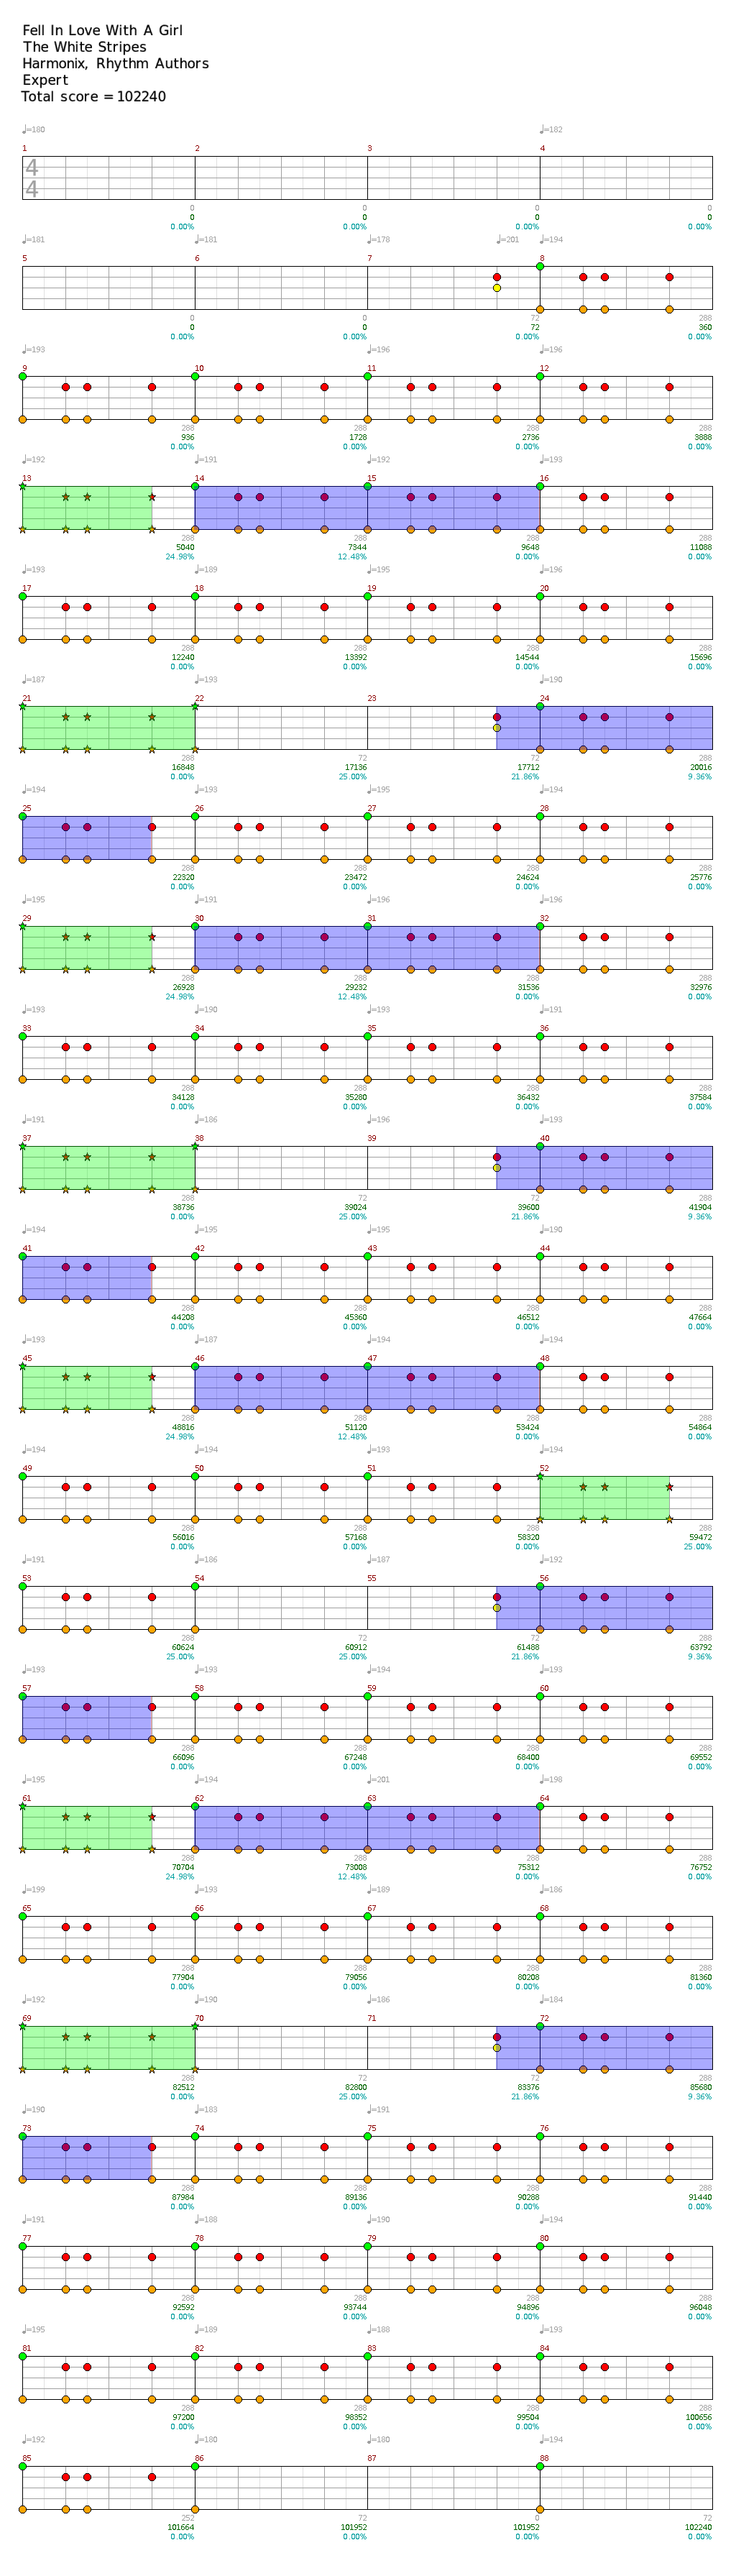 Fell In Love With A Girl
The White Stripes
Harmonix, Rhythm Authors
Expert
Total score = 102240
♩=180 ♩=182
1 2 3 4
4
4
0 0 0 0
0 0 0 0
0.00% 0.00% 0.00% 0.00%
♩=181 ♩=181 ♩=178 ♩=201 ♩=194
5 6 7 8
0 0 72 288
0 0 72 360
0.00% 0.00% 0.00% 0.00%
♩=193 ♩=196 ♩=196
9 10 11 12
288 288 288 288
936 1728 2736 3888
0.00% 0.00% 0.00% 0.00%
♩=192 ♩=191 ♩=195 ♩=193
13 14 15 16
288 288 288 288
5040 7344 9648 11088
24.98% 12.48% 0.00% 0.00%
♩=193 ♩=189 ♩=195 ♩=196
17 18 19 20
288 288 288 288
12240 13392 14544 15696
0.00% 0.00% 0.00% 0.00%
♩=187 ♩=193 ♩=190
21 22 23 24
288 72 72 288
16848 17136 17712 20016
0.00% 25.00% 21.86% 9.36%
♩=194 ♩=193 ♩=195 ♩=194
25 26 27 28
288 288 288 288
22320 23472 24624 25776
0.00% 0.00% 0.00% 0.00%
♩=195 ♩=191 ♩=196 ♩=196
29 30 31 32
288 288 288 288
26928 29232 31536 32976
24.98% 12.48% 0.00% 0.00%
♩=193 ♩=190 ♩=193 ♩=191
33 34 35 36
288 288 288 288
34128 35280 36432 37584
0.00% 0.00% 0.00% 0.00%
♩=191 ♩=186 ♩=196 ♩=193
37 38 39 40
288 72 72 288
38736 39024 39600 41904
0.00% 25.00% 21.86% 9.36%
♩=194 ♩=195 ♩=195 ♩=190
41 42 43 44
288 288 288 288
44208 45360 46512 47664
0.00% 0.00% 0.00% 0.00%
♩=193 ♩=187 ♩=194 ♩=194
45 46 47 48
288 288 288 288
48816 51120 53424 54864
24.98% 12.48% 0.00% 0.00%
♩=194 ♩=194 ♩=193 ♩=194
49 50 51 52
288 288 288 288
56016 57168 58320 59472
0.00% 0.00% 0.00% 25.00%
♩=191 ♩=186 ♩=187 ♩=192
53 54 55 56
288 72 72 288
60624 60912 61488 63792
25.00% 25.00% 21.86% 9.36%
♩=193 ♩=193 ♩=194 ♩=193
57 58 59 60
288 288 288 288
66096 67248 68400 69552
0.00% 0.00% 0.00% 0.00%
♩=195 ♩=194 ♩=201 ♩=198
61 62 63 64
288 288 288 288
70704 73008 75312 76752
24.98% 12.48% 0.00% 0.00%
♩=199 ♩=193 ♩=189 ♩=186
65 66 67 68
288 288 288 288
77904 79056 80208 81360
0.00% 0.00% 0.00% 0.00%
♩=192 ♩=190 ♩=186 ♩=184
69 70 71 72
288 72 72 288
82512 82800 83376 85680
0.00% 25.00% 21.86% 9.36%
♩=190 ♩=183 ♩=191
73 74 75 76
288 288 288 288
87984 89136 90288 91440
0.00% 0.00% 0.00% 0.00%
♩=191 ♩=188 ♩=190 ♩=194
77 78 79 80
288 288 288 288
92592 93744 94896 96048
0.00% 0.00% 0.00% 0.00%
♩=195 ♩=189 ♩=188 ♩=193
81 82 83 84
288 288 288 288
97200 98352 99504 100656
0.00% 0.00% 0.00% 0.00%
♩=192 ♩=180 ♩=180 ♩=194
85 86 87 88
252 72 0 72
101664 101952 101952 102240
0.00% 0.00% 0.00% 0.00%